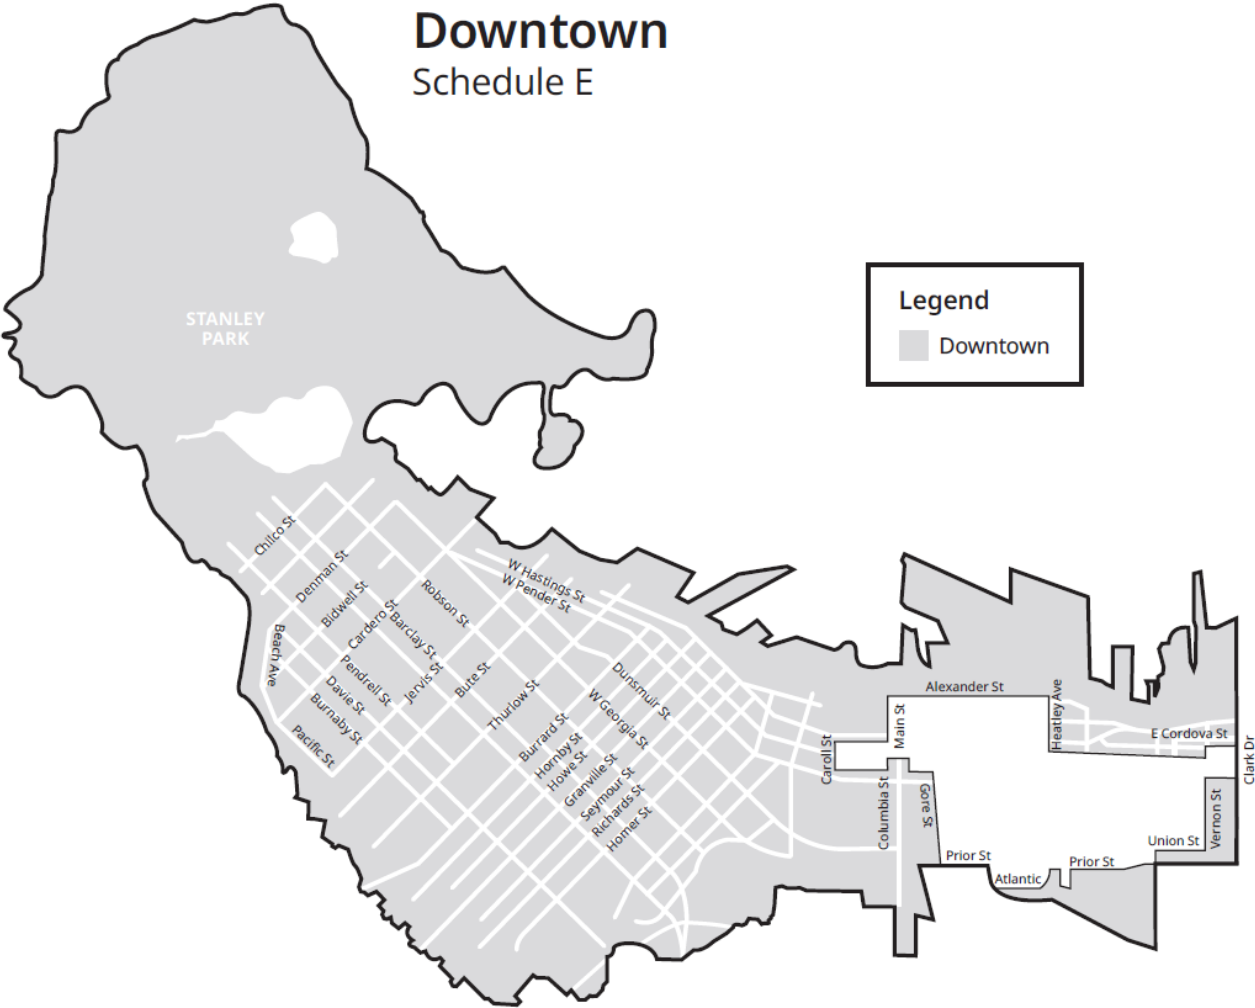 Downtown
Schedule E
STANLEY
PARK
Legend
Downtown
Chilco St
Denman St
Bidwell St
Cardero St
Barclay St
Robson St
W Hastings St
W Pender St
Beach Ave
Pendrell St
Davie St
Burnaby St
Pacific St
Jervis St
Bute St
Thurlow St
Dunsmuir St
W Georgia St
Burrard St
Hornby St
Howe St
Granville St
Seymour St
Richards St
Homer St
Alexander St
Main St
Heatley Ave
E Cordova St
Caroll St
Clark Dr
Columbia St
Gore St
Vernon St
Union St
Prior St
Prior St
Atlantic